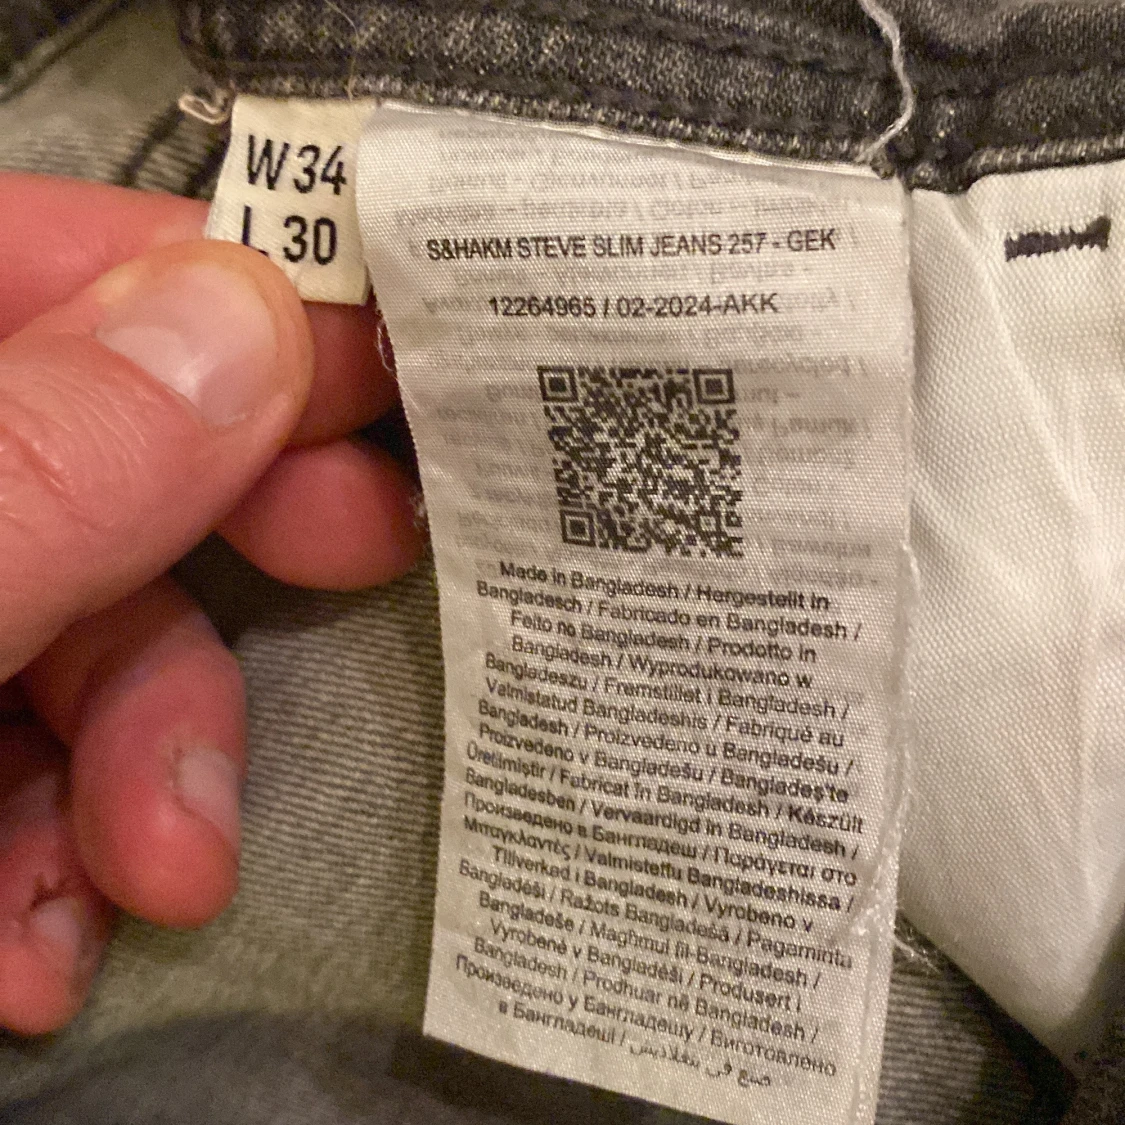 W 34
L 30
S&HAKM STEVE SLIM JEANS 257 - GEK
12264965 / 02-2024-AKK
Made in Bangladesh / Hergestellt in
Bangladesch / Fabricado en Bangladesh /
Feito no Bangladesh / Prodotto in
Bangladesh / Wyprodukowano w
Bangladeszu / Fremstillet i Bangladesh /
Valmistatud Bangladeshis / Fabriqué au
Bangladesh / Proizvedeno u Bangladešu /
Proizvedeno v Bangladešu / Bangladeş'te
Üretilmiştir / Fabricat în Bangladesh / Készült
Bangladesben / Vervaardigd in Bangladesh /
Произведено в Бангладеш / Παράγεται στο
Μπαγκλαντές / Valmistettu Bangladeshissa /
Tillverkad i Bangladesh / Vyrobeno v
Bangladéši / Ražots Bangladešā / Pagaminta
Bangladeše / Magħmul fil-Bangladesh /
Vyrobené v Bangladéši / Produsert i
Bangladesh / Prodhuar në Bangladesh /
Произведено у Бангладешу / Виготовлено
в Бангладеші / صنع في بنغلاديش